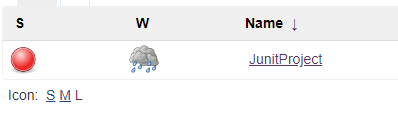 S W Name ↓
JunitProject
Icon: S M L